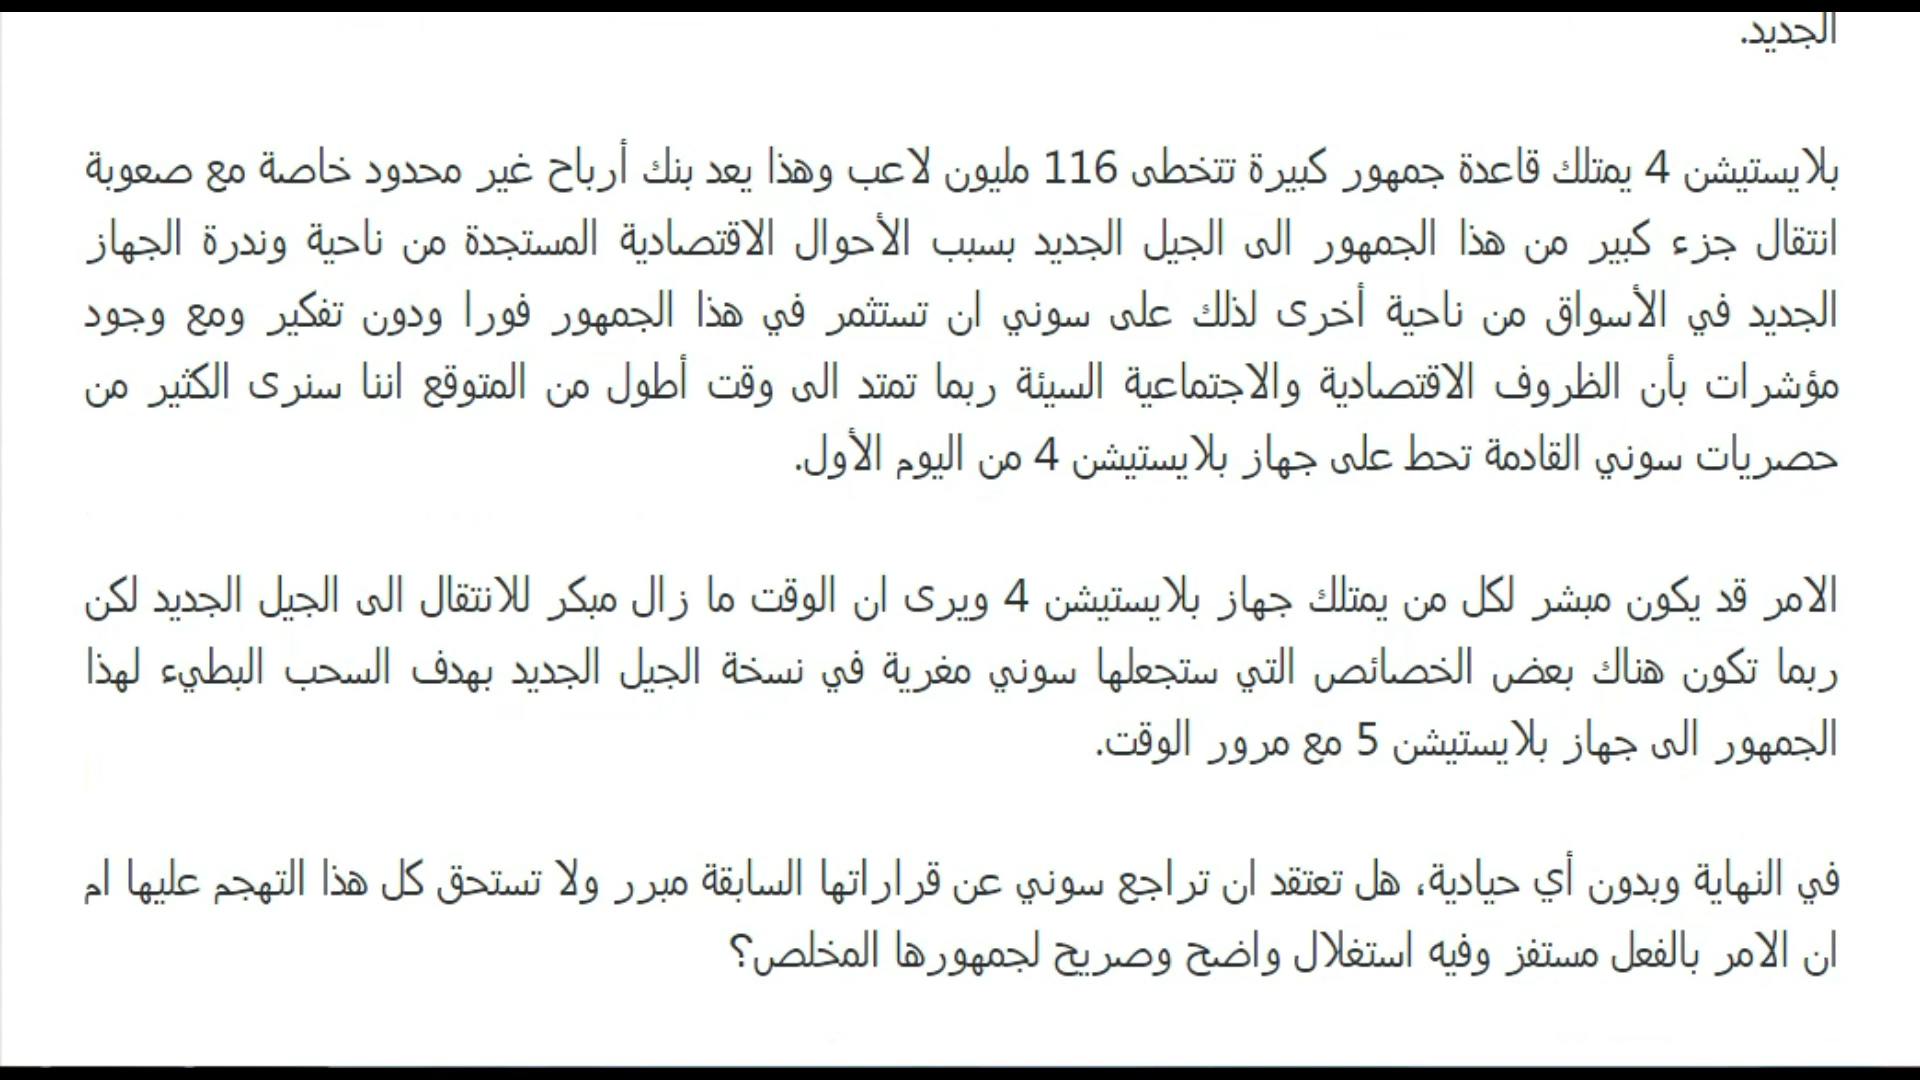 الجديد.
بلايستيشن 4 يمتلك قاعدة جمهور كبيرة تتخطى 116 مليون لاعب وهذا يعد بنك أرباح غير محدود خاصة مع صعوبة
انتقال جزء كبير من هذا الجمهور الى الجيل الجديد بسبب الأحوال الاقتصادية المستجدة من ناحية وندرة الجهاز
الجديد في الأسواق من ناحية أخرى لذلك على سوني ان تستثمر في هذا الجمهور فورا ودون تفكير ومع وجود
مؤشرات بأن الظروف الاقتصادية والاجتماعية السيئة ربما تمتد الى وقت أطول من المتوقع اننا سنرى الكثير من
حصريات سوني القادمة تحط على جهاز بلايستيشن 4 من اليوم الأول.
الامر قد يكون مبشر لكل من يمتلك جهاز بلايستيشن 4 ويرى ان الوقت ما زال مبكر للانتقال الى الجيل الجديد لكن
ربما تكون هناك بعض الخصائص التي ستجعلها سوني مغرية في نسخة الجيل الجديد بهدف السحب البطيء لهذا
الجمهور الى جهاز بلايستيشن 5 مع مرور الوقت.
في النهاية وبدون أي حيادية، هل تعتقد ان تراجع سوني عن قراراتها السابقة مبرر ولا تستحق كل هذا التهجم عليها ام
ان الامر بالفعل مستفز وفيه استغلال واضح وصريح لجمهورها المخلص؟